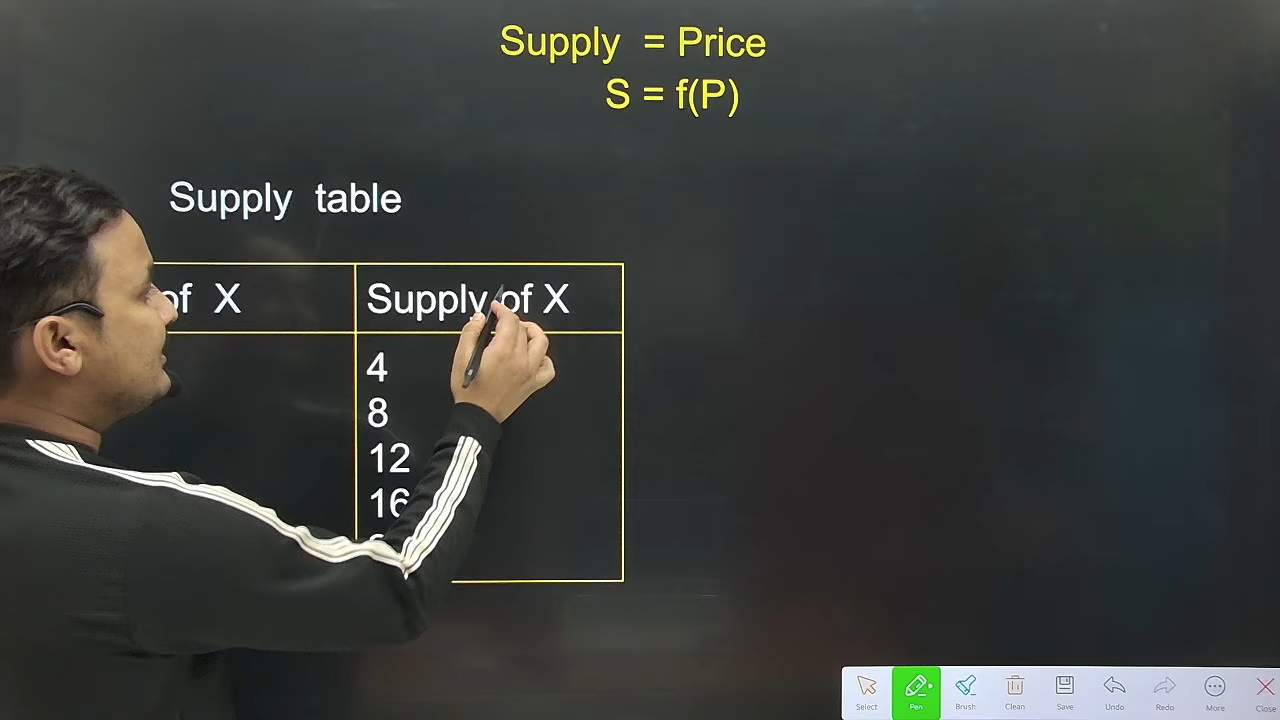 Supply = Price
S = f(P)
Supply table
of X
Supply of X
4
8
12
16
Select
Pen
Brush
Clean
Save
Undo
Redo
More
Close